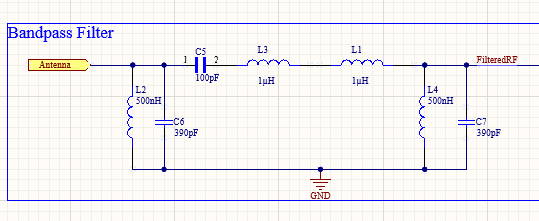 Bandpass Filter
Antenna
1
C5
2
100pF
L3
1µH
L1
1µH
FilteredRF
L2
500nH
C6
390pF
L4
500nH
C7
390pF
GND